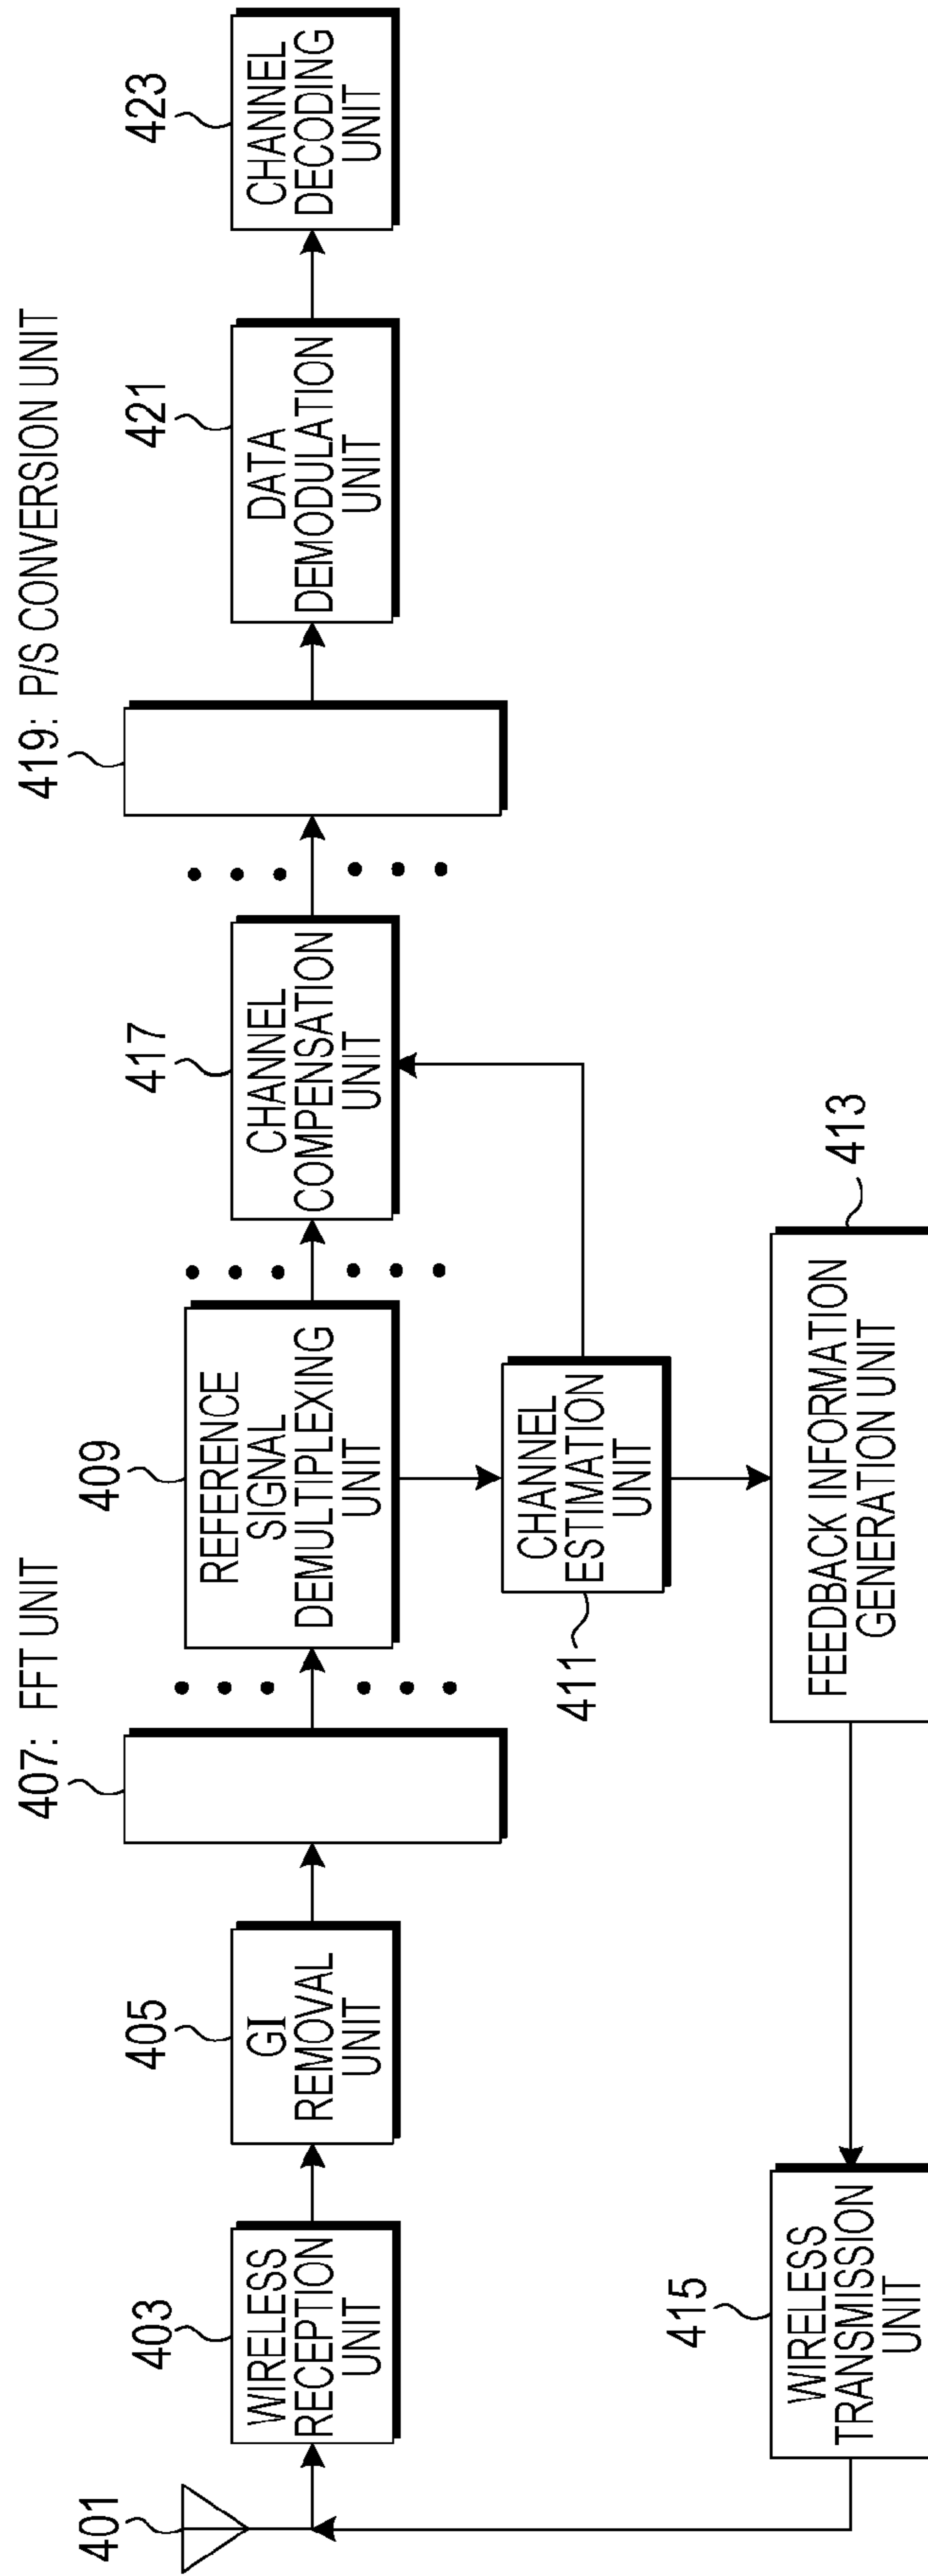 401
403
WIRELESS
RECEPTION
UNIT
405
GI
REMOVAL
UNIT
407: FFT UNIT
409
REFERENCE
SIGNAL
DEMULTIPLEXING
UNIT
417
CHANNEL
COMPENSATION
UNIT
419: P/S CONVERSION UNIT
421
DATA
DEMODULATION
UNIT
423
CHANNEL
DECODING
UNIT
411
CHANNEL
ESTIMATION
UNIT
415
WIRELESS
TRANSMISSION
UNIT
413
FEEDBACK INFORMATION
GENERATION UNIT